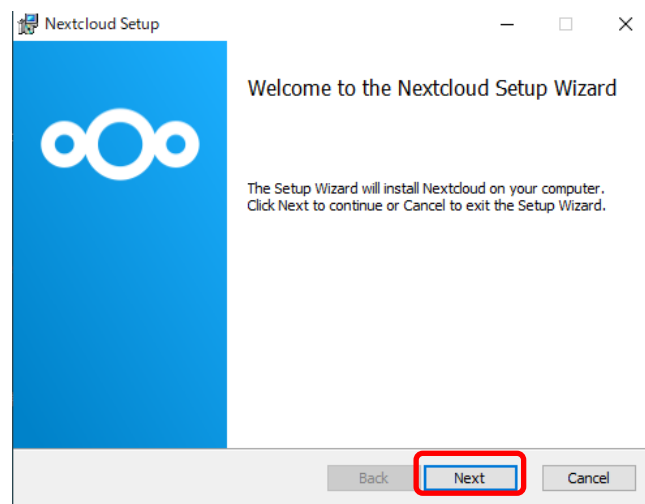 Nextcloud Setup
Welcome to the Nextcloud Setup Wizard
The Setup Wizard will install Nextcloud on your computer.
Click Next to continue or Cancel to exit the Setup Wizard.
Back Next Cancel